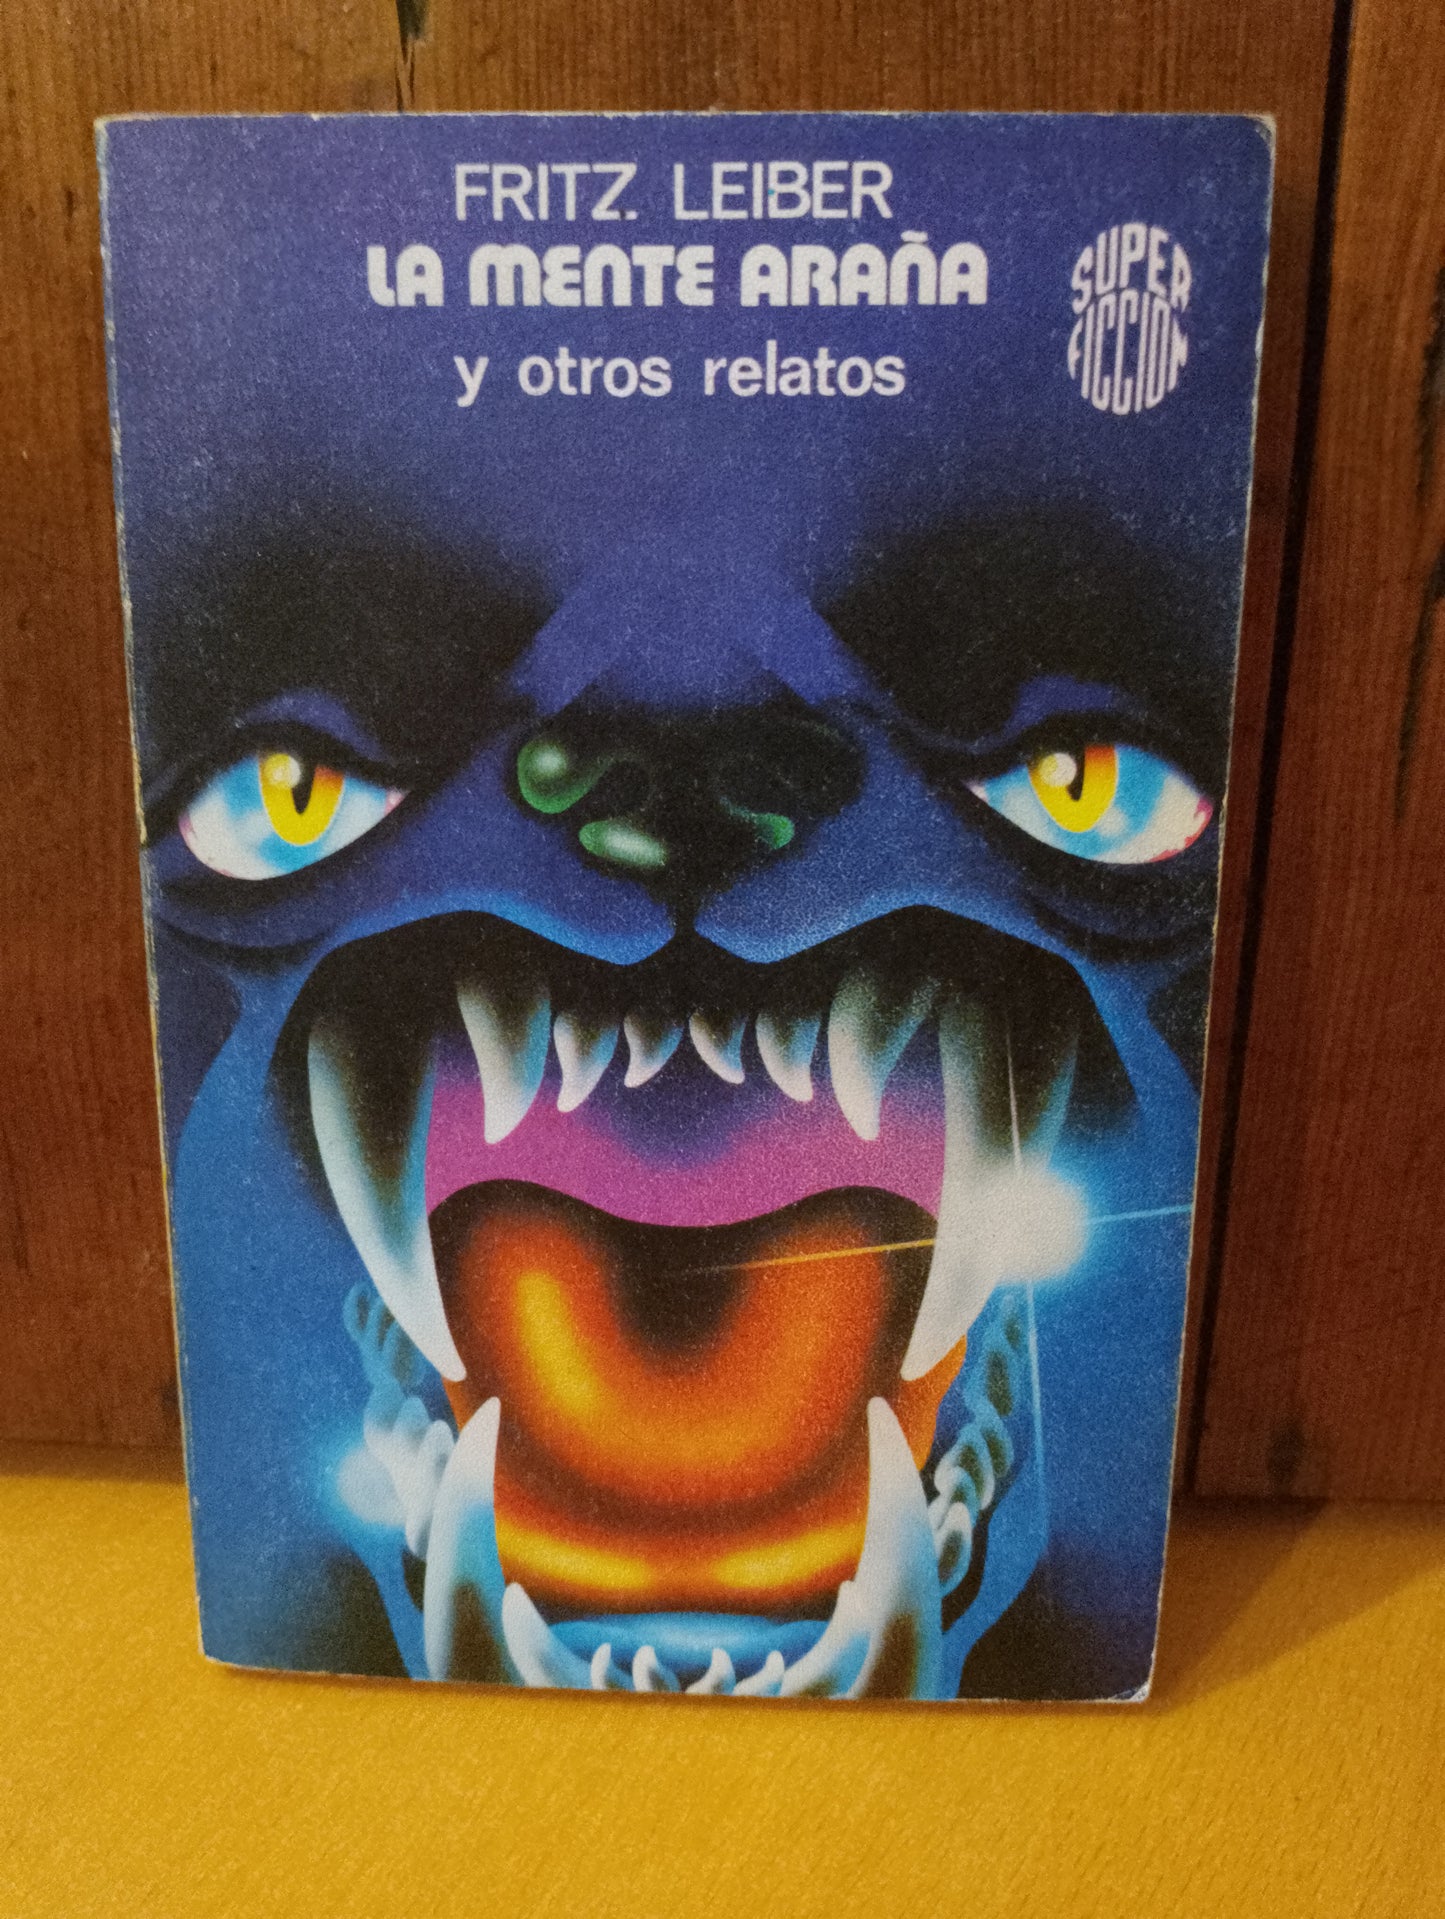 FRITZ LEIBER
LA MENTE ARAÑA
y otros relatos
SUPER
FICCION